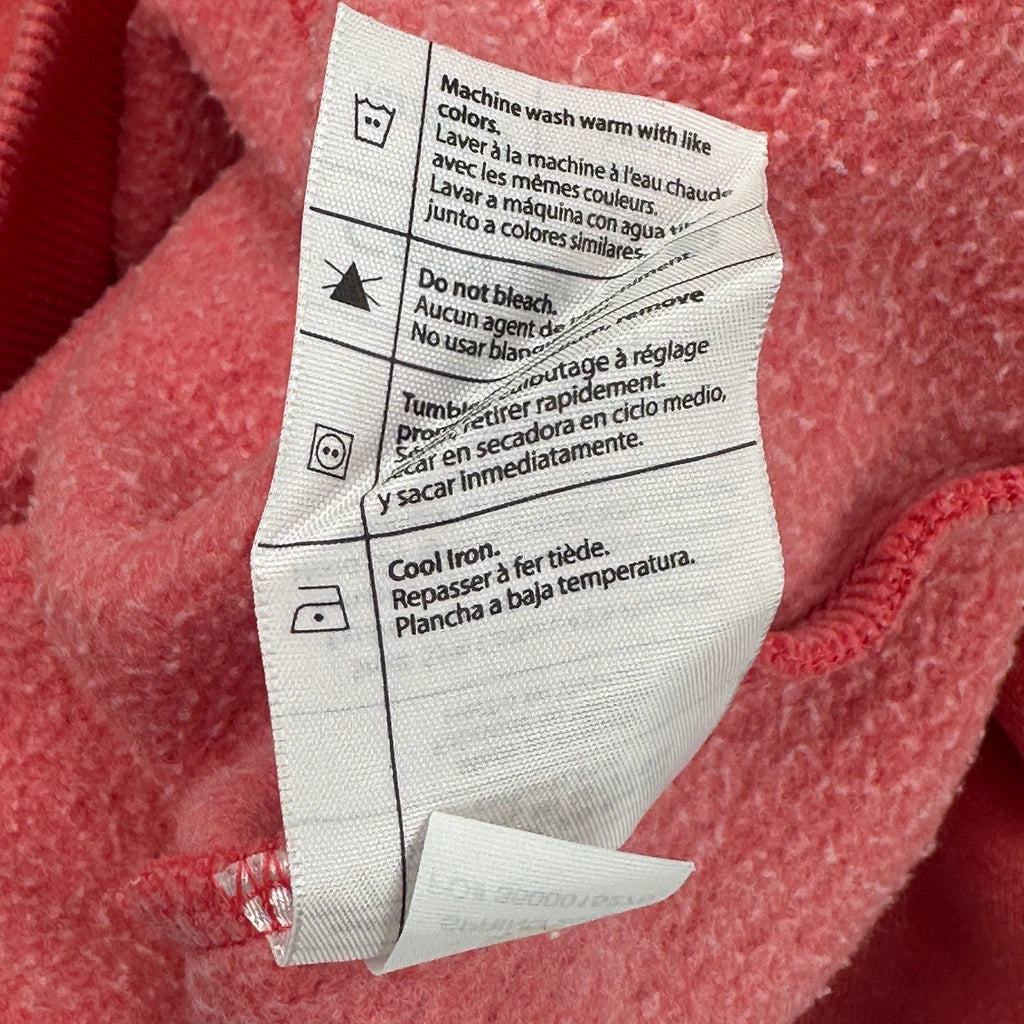 Machine wash warm with like
colors.
Laver à la machine à l'eau chaude
avec les mêmes couleurs.
Lavar a máquina con agua
junto a colores similares
Do not bleach.
Aucun agent de
No usar
remove
à réglage
retirer rapidement.
en secadora en ciclo medio,
y sacar inmediatamente.
Cool Iron.
Repasser à fer tiède.
Plancha a baja temperatura.